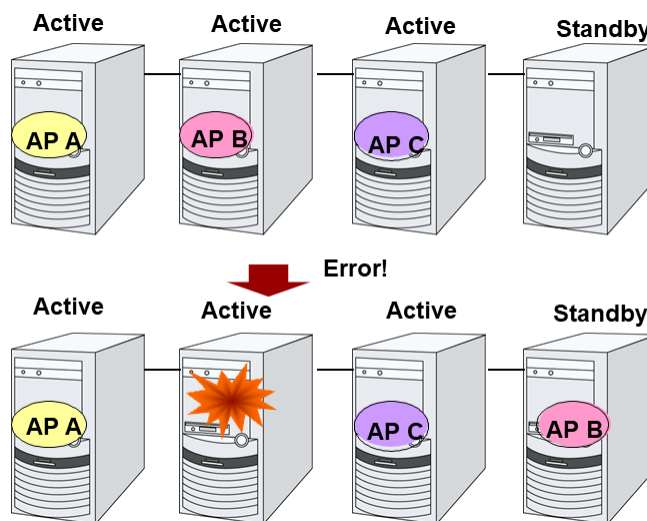 Active
Active
Active
Standby
AP A
AP B
AP C
Error!
Active
Active
Active
Standby
AP A
AP C
AP B